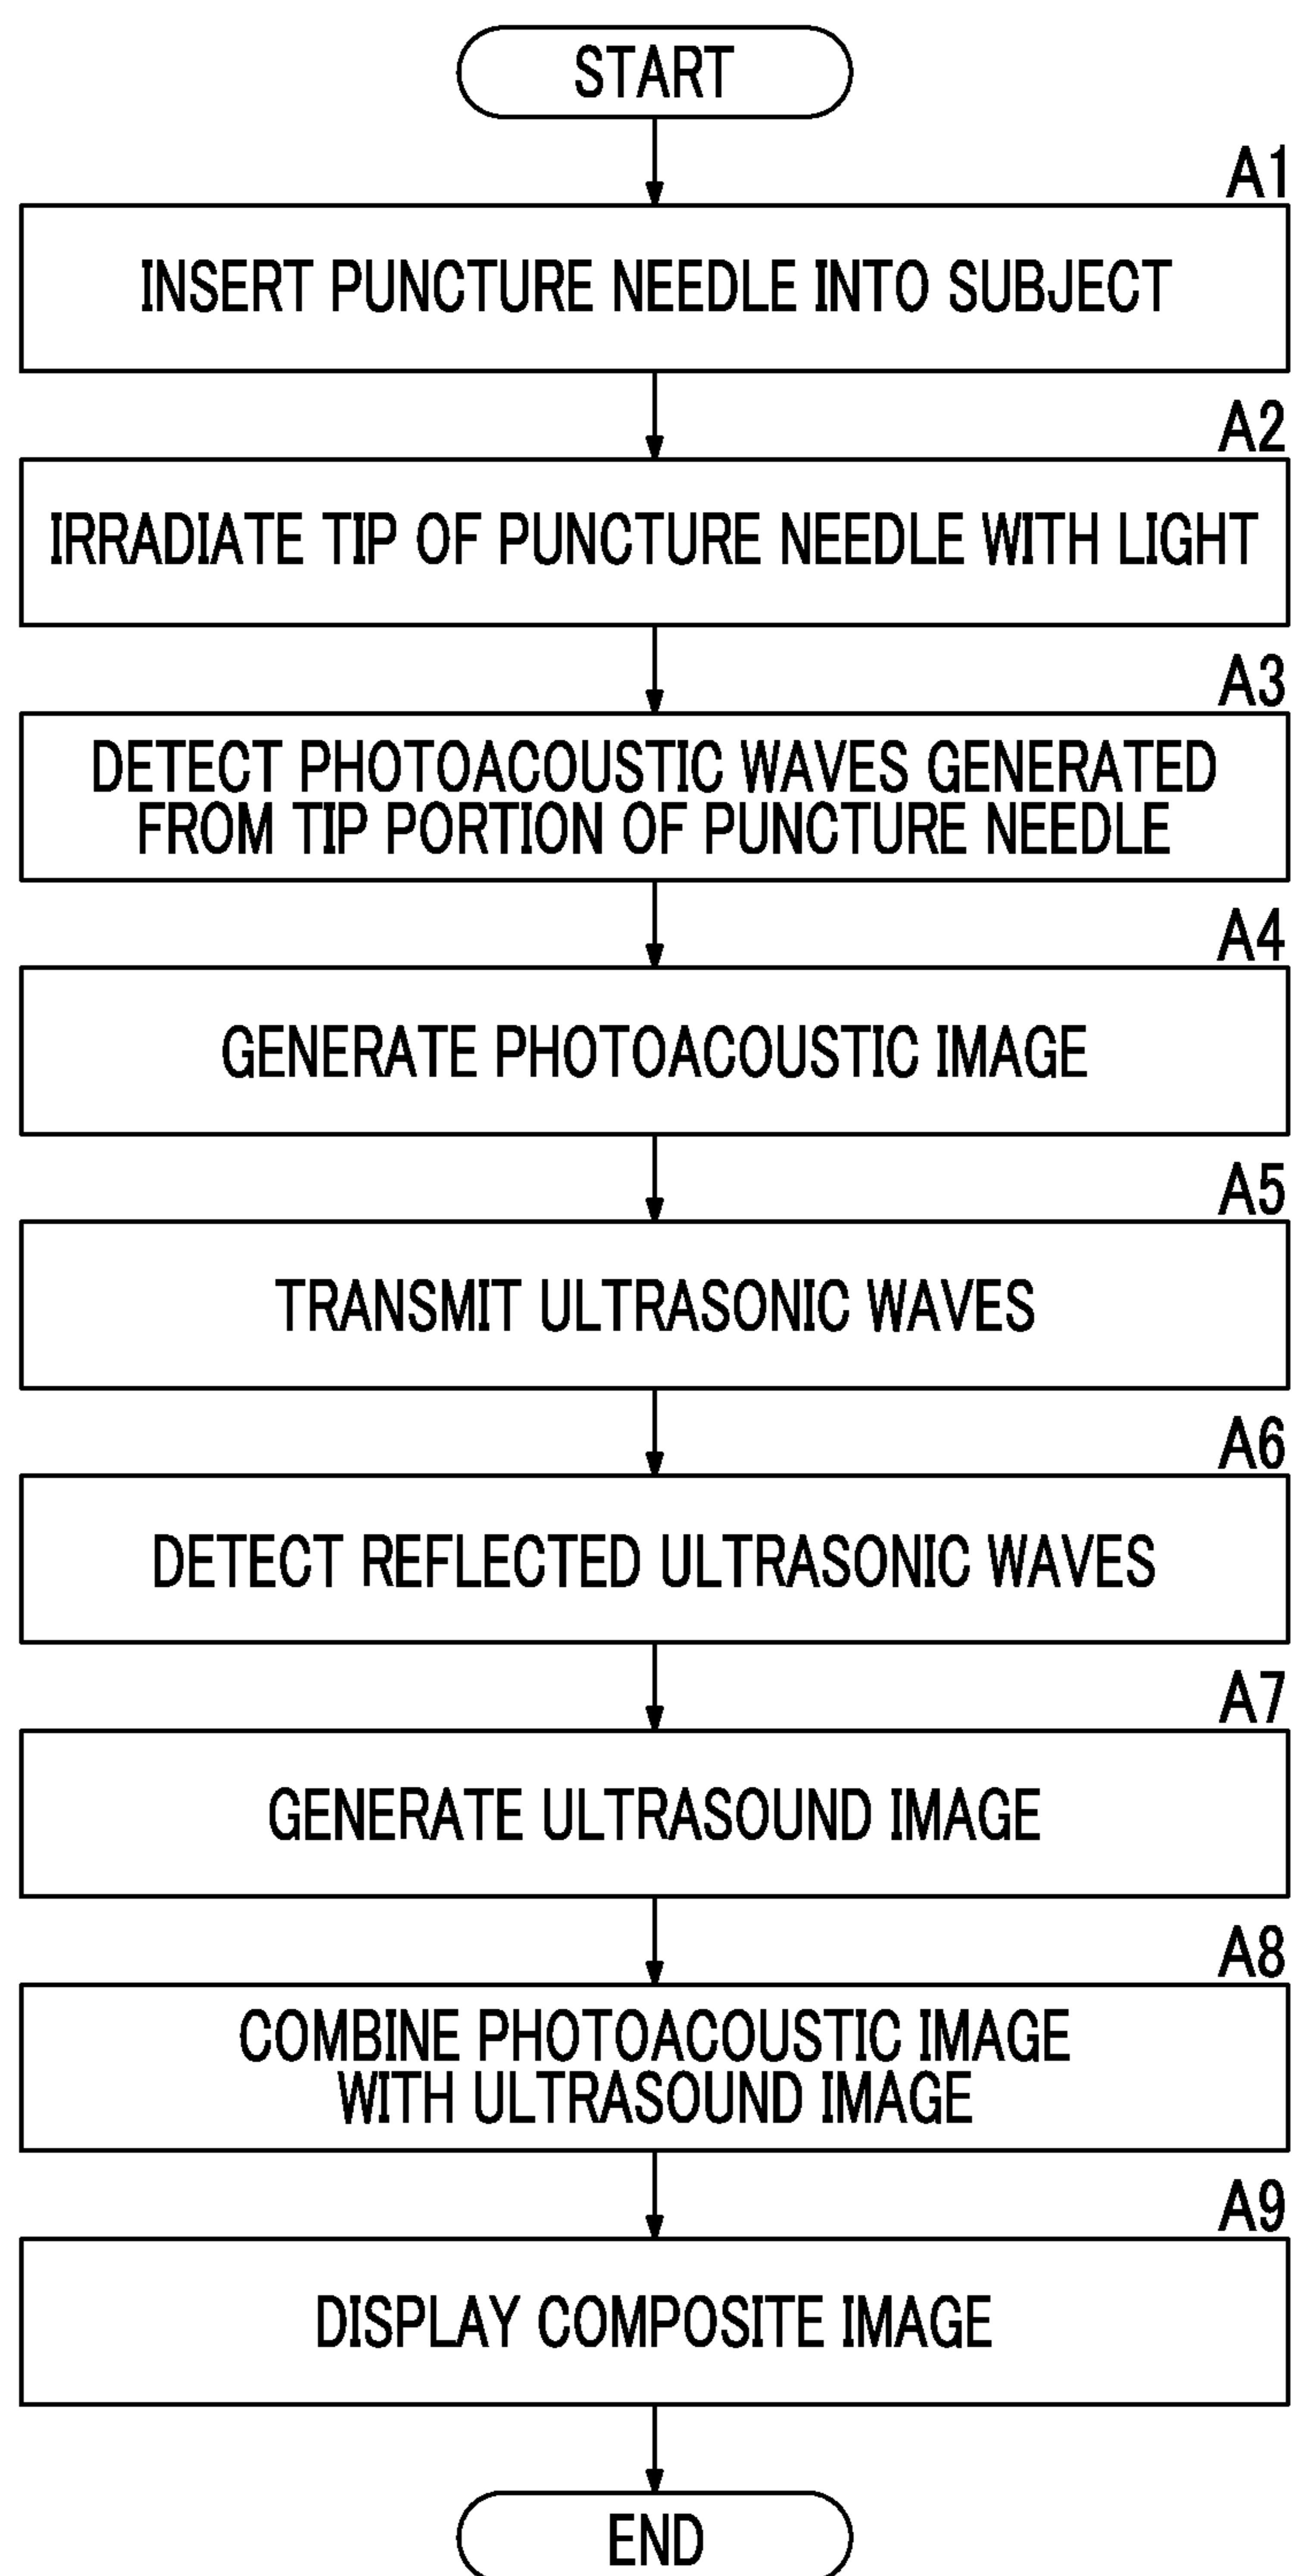 START
A1
INSERT PUNCTURE NEEDLE INTO SUBJECT
A2
IRRADIATE TIP OF PUNCTURE NEEDLE WITH LIGHT
A3
DETECT PHOTOACOUSTIC WAVES GENERATED
FROM TIP PORTION OF PUNCTURE NEEDLE
A4
GENERATE PHOTOACOUSTIC IMAGE
A5
TRANSMIT ULTRASONIC WAVES
A6
DETECT REFLECTED ULTRASONIC WAVES
A7
GENERATE ULTRASOUND IMAGE
A8
COMBINE PHOTOACOUSTIC IMAGE
WITH ULTRASOUND IMAGE
A9
DISPLAY COMPOSITE IMAGE
END